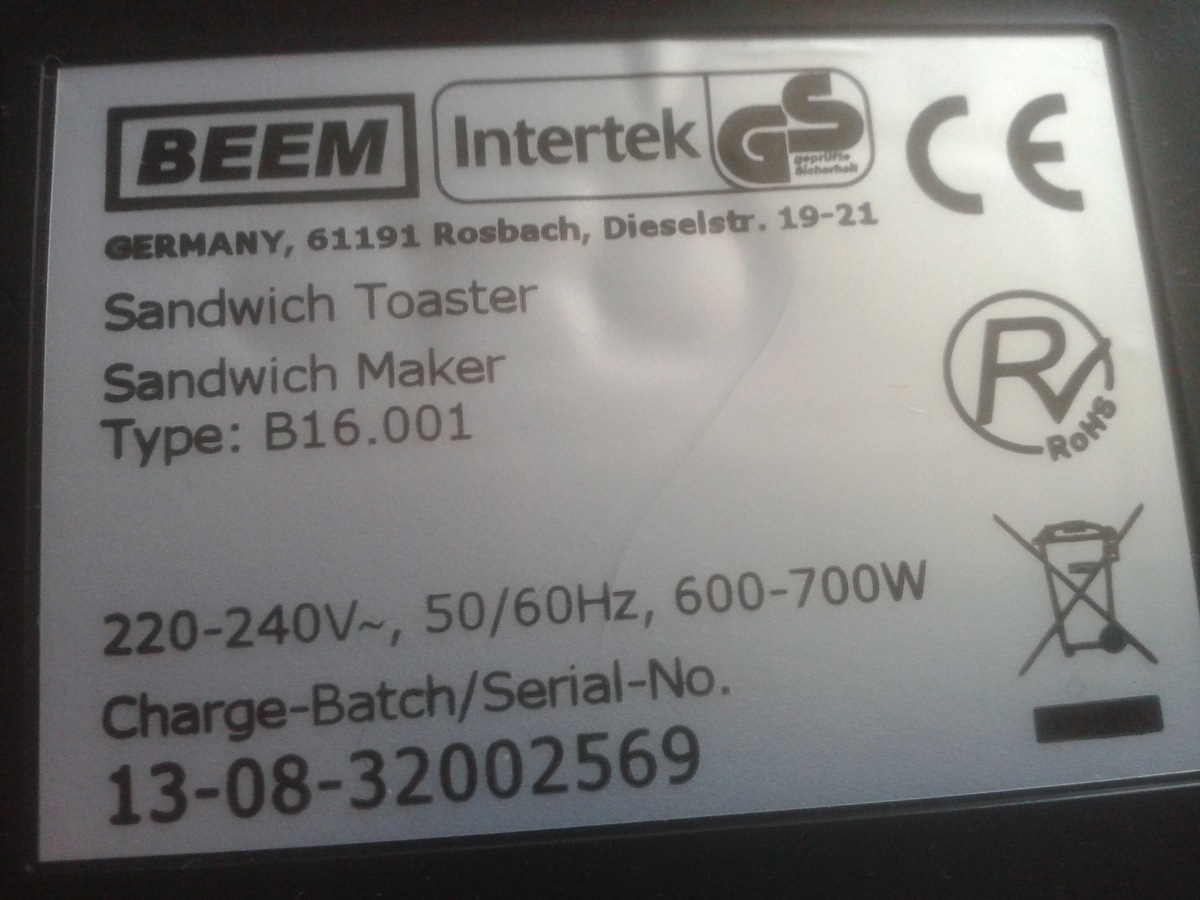 BEEM Intertek GS geprüfte Sicherheit CE
GERMANY, 61191 Rosbach, Dieselstr. 19-21
Sandwich Toaster
Sandwich Maker
Type: B16.001
R RoHS
220-240V~, 50/60Hz, 600-700W
Charge-Batch/Serial-No.
13-08-32002569